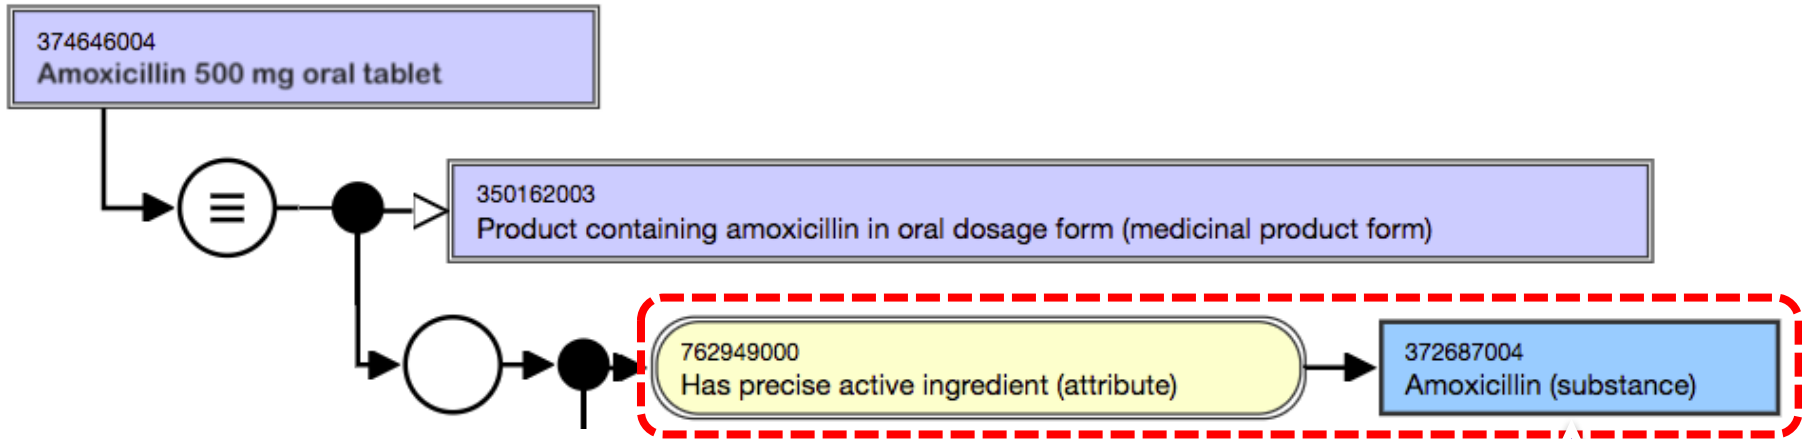 374646004
Amoxicillin 500 mg oral tablet
≡
350162003
Product containing amoxicillin in oral dosage form (medicinal product form)
762949000
Has precise active ingredient (attribute)
372687004
Amoxicillin (substance)